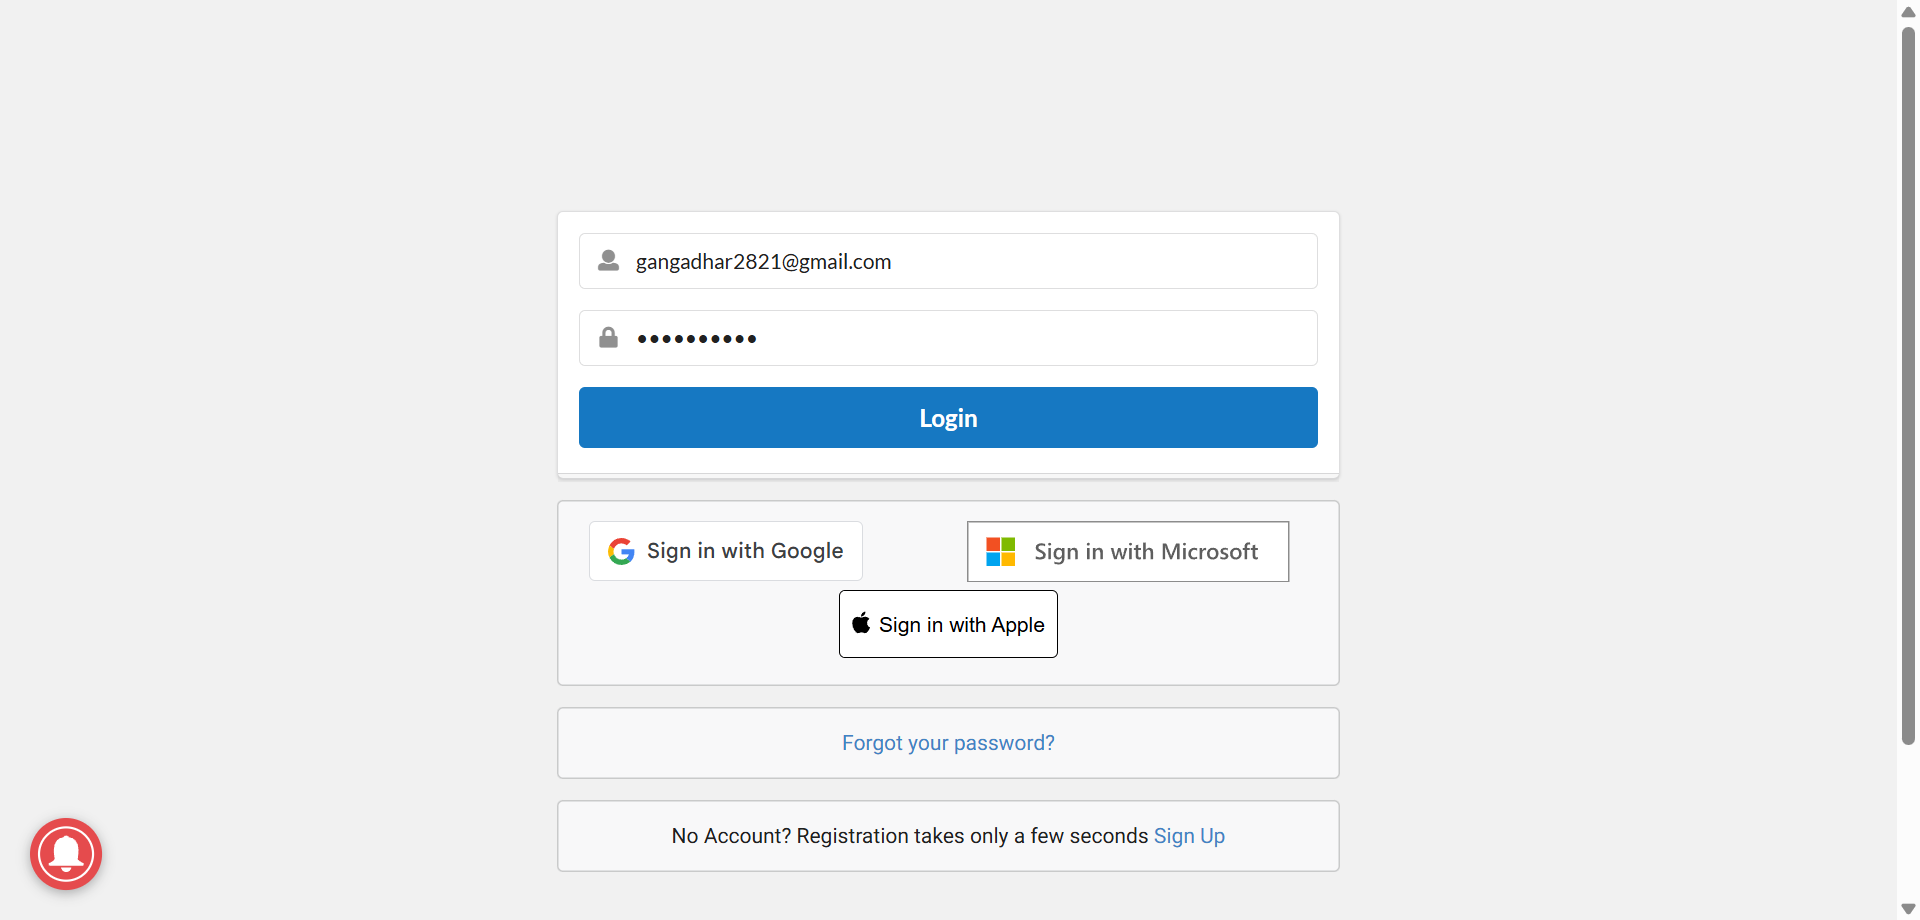 gangadhar2821@gmail.com
••••••••••
Login
Sign in with Google
Sign in with Microsoft
Sign in with Apple
Forgot your password?
No Account? Registration takes only a few seconds Sign Up